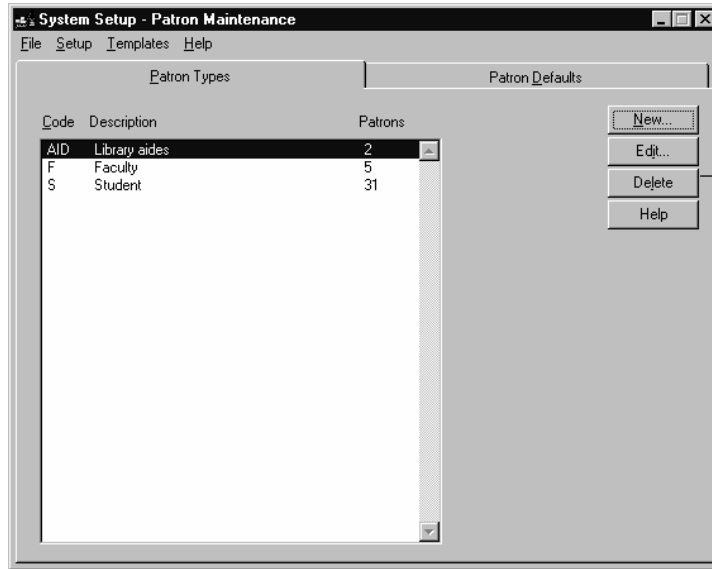 System Setup - Patron Maintenance
File Setup Templates Help
Patron Types Patron Defaults
Code Description Patrons
AID Library aides 2
F Faculty 5
S Student 31
New...
Edit...
Delete
Help